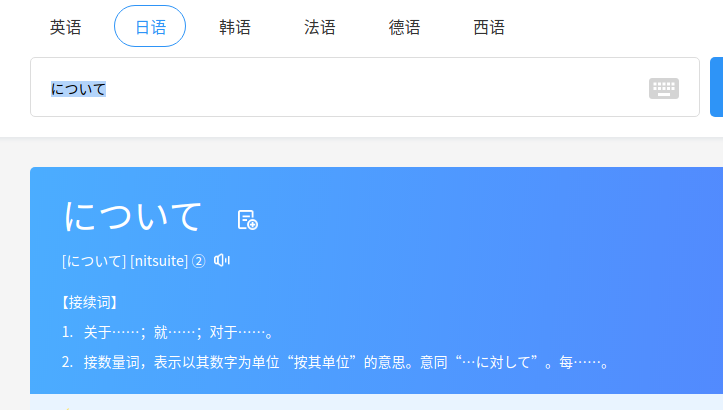 英语 日语 韩语 法语 德语 西语
について
について
[について] [nitsuite] ②
【接续词】
1. 关于……；就……；对于……。
2. 接数量词，表示以其数字为单位“按其单位”的意思。意同“…に対して”。每……。